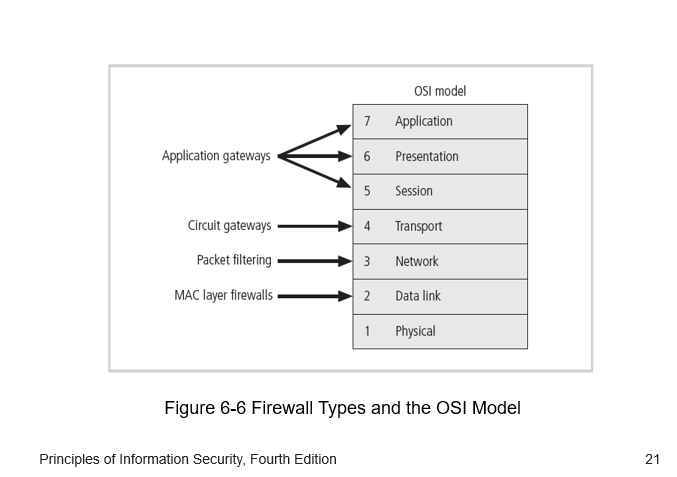 OSI model
7 Application
Application gateways
6 Presentation
5 Session
Circuit gateways
4 Transport
Packet filtering
3 Network
MAC layer firewalls
2 Data link
1 Physical
Figure 6-6 Firewall Types and the OSI Model
Principles of Information Security, Fourth Edition
21